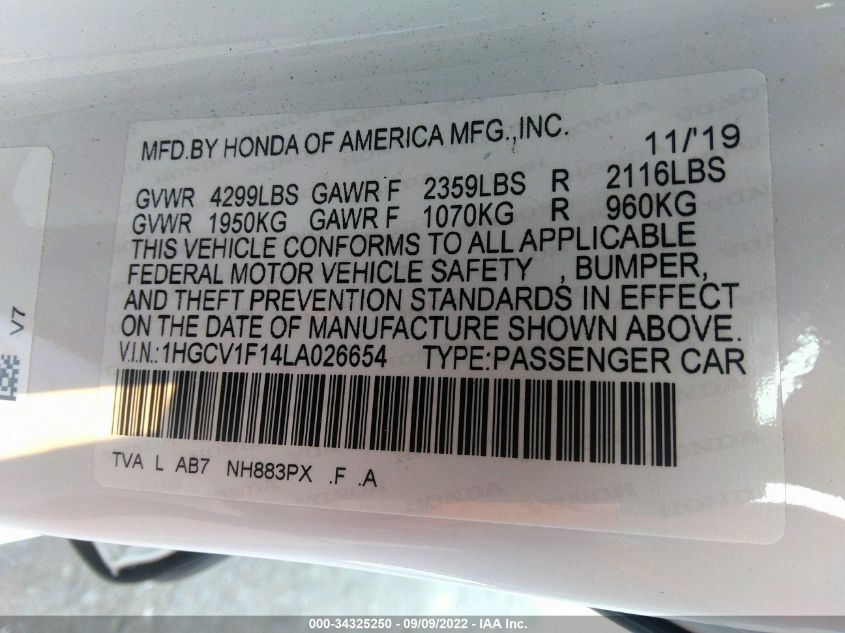 MFD.BY HONDA OF AMERICA MFG.,INC. 11/'19
GVWR 4299LBS GAWR F 2359LBS R 2116LBS
GVWR 1950KG GAWR F 1070KG R 960KG
THIS VEHICLE CONFORMS TO ALL APPLICABLE
FEDERAL MOTOR VEHICLE SAFETY , BUMPER,
AND THEFT PREVENTION STANDARDS IN EFFECT
ON THE DATE OF MANUFACTURE SHOWN ABOVE.
V.I.N.:1HGCV1F14LA026654 TYPE:PASSENGER CAR
TVA L AB7 NH883PX .F .A
V7
000-34325250 - 09/09/2022 - IAA Inc.